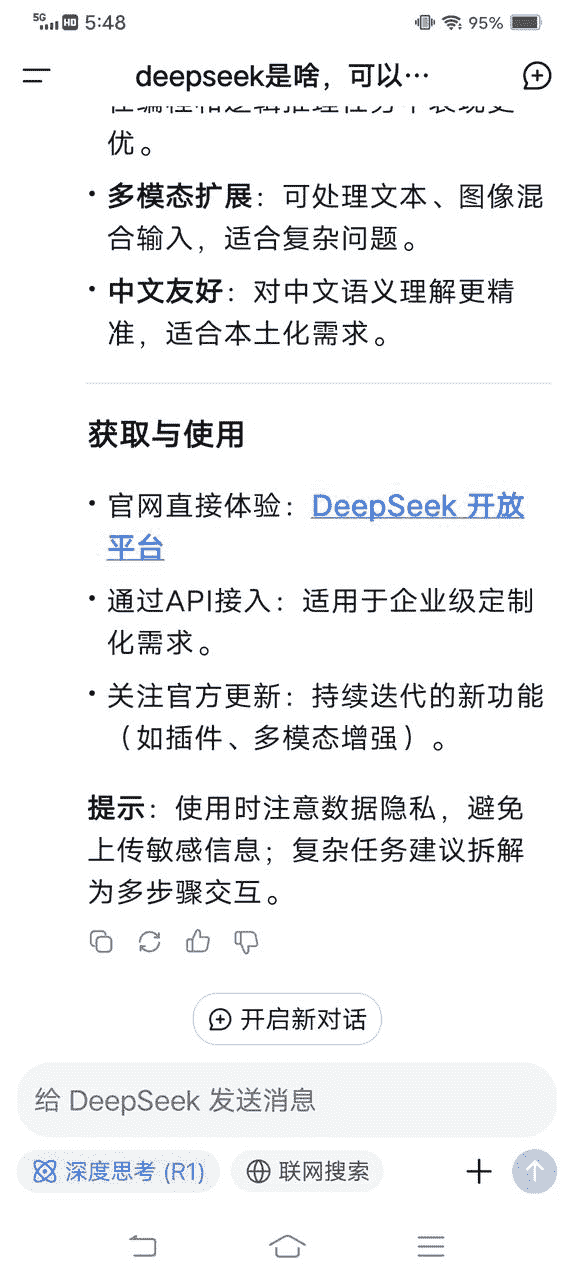 5G HD 5:48 95%
deepseek是啥，可以…
优。
• 多模态扩展：可处理文本、图像混
合输入，适合复杂问题。
• 中文友好：对中文语义理解更精
准，适合本土化需求。
获取与使用
• 官网直接体验：DeepSeek 开放
平台
• 通过API接入：适用于企业级定制
化需求。
• 关注官方更新：持续迭代的新功能
（如插件、多模态增强）。
提示：使用时注意数据隐私，避免
上传敏感信息；复杂任务建议拆解
为多步骤交互。
开启新对话
给 DeepSeek 发送消息
深度思考 (R1) 联网搜索